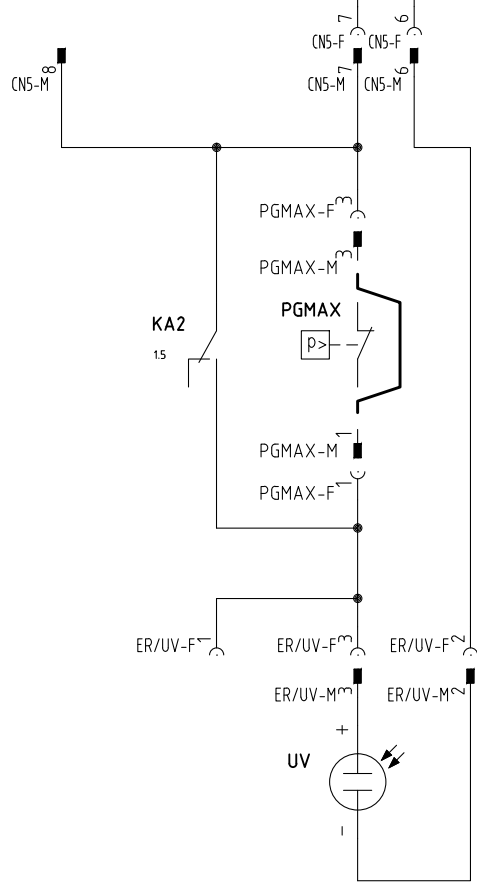 7 6
CN5-F CN5-F
8 7 6
CN5-M CN5-M CN5-M
PGMAX-F 3
PGMAX-M 3
PGMAX
KA2
1.5
P>
PGMAX-M 1
PGMAX-F 1
ER/UV-F 1 ER/UV-F 3 ER/UV-F 2
ER/UV-M 3 ER/UV-M 2
+
UV
-